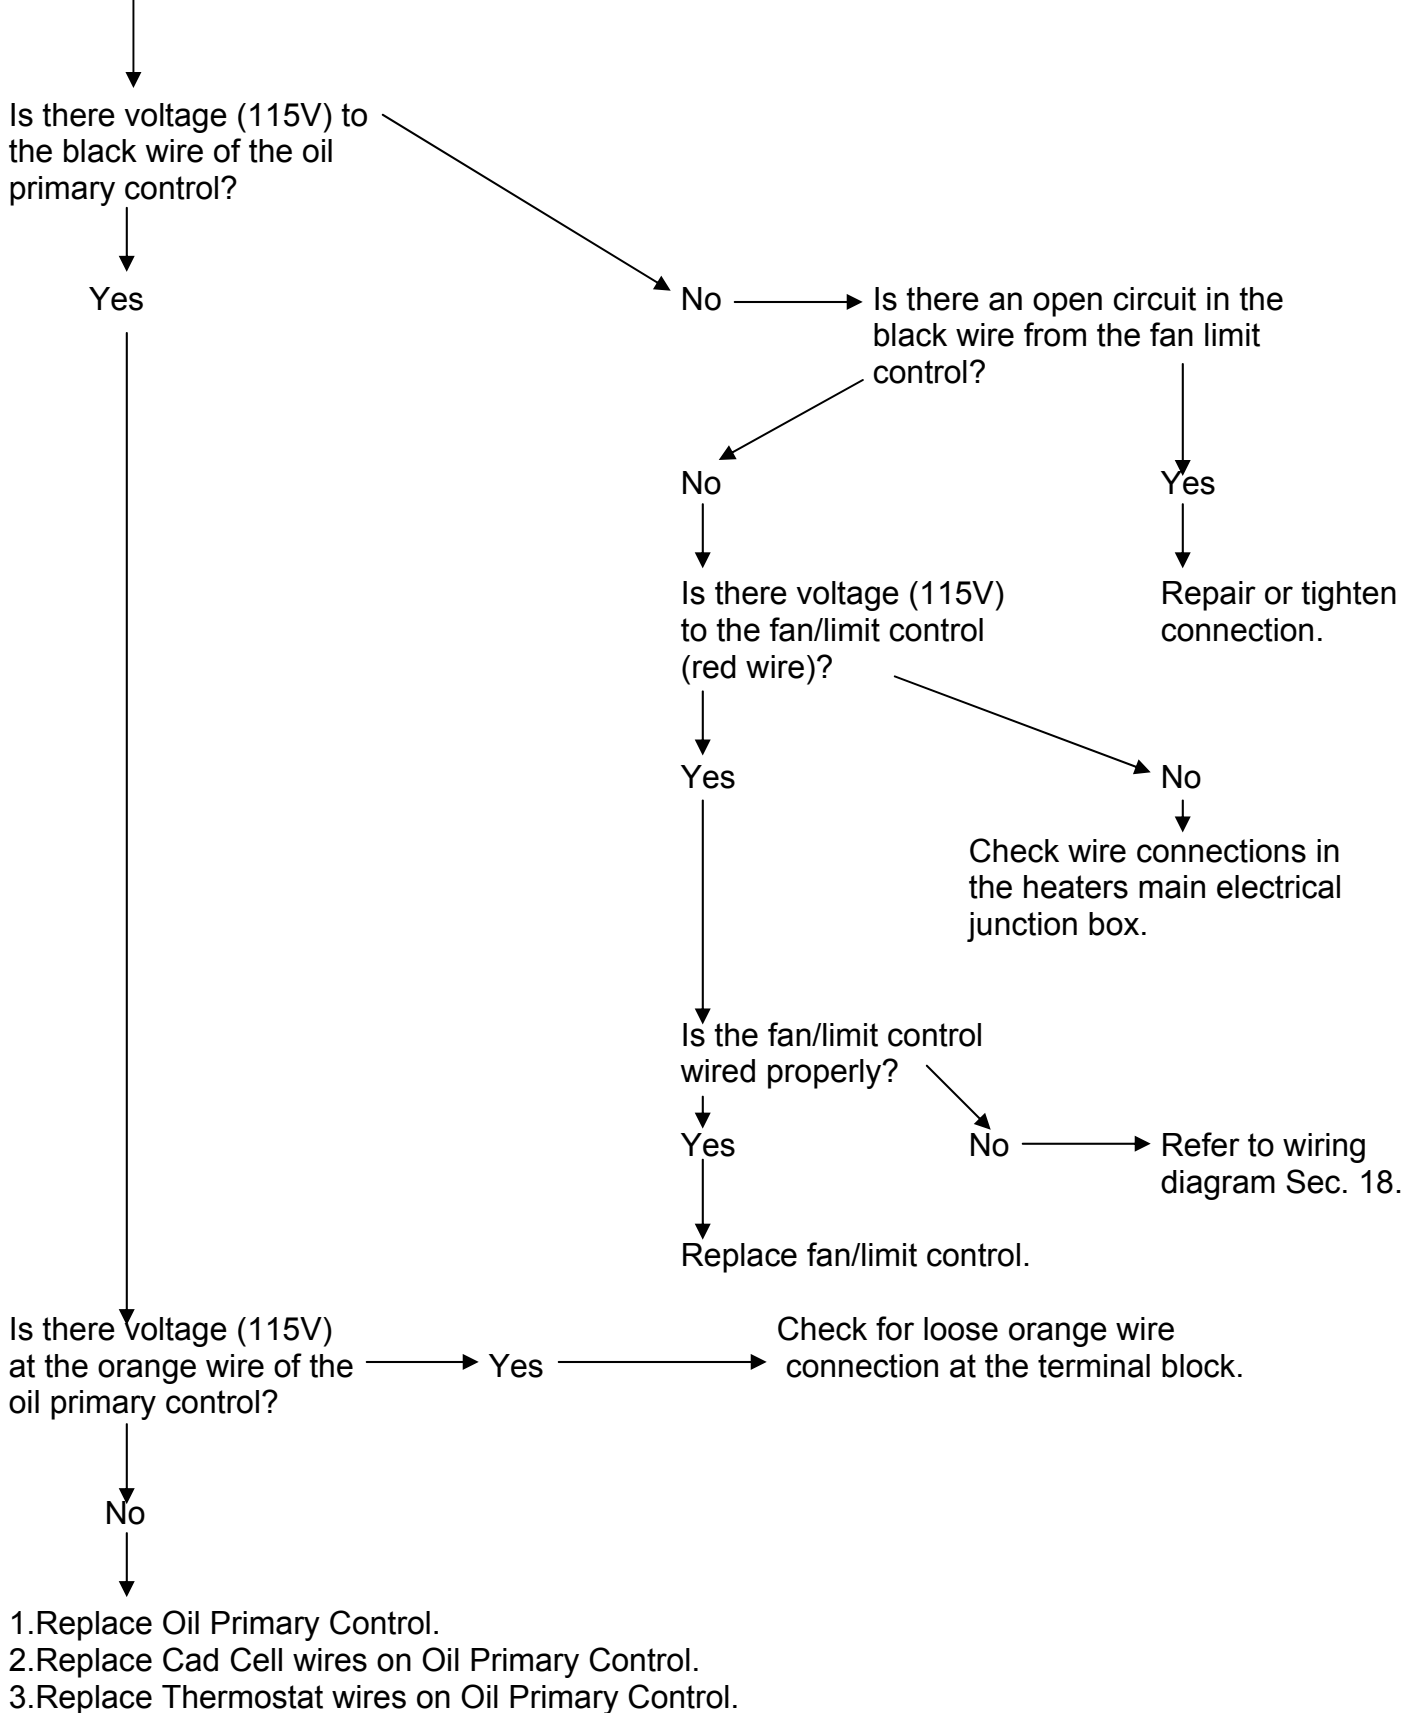 Is there voltage (115V) to
the black wire of the oil
primary control?
Yes
No
Is there an open circuit in the
black wire from the fan limit
control?
No
Yes
Is there voltage (115V)
to the fan/limit control
(red wire)?
Repair or tighten
connection.
Yes
No
Check wire connections in
the heaters main electrical
junction box.
Is the fan/limit control
wired properly?
Yes
No
Refer to wiring
diagram Sec. 18.
Replace fan/limit control.
Is there voltage (115V)
at the orange wire of the
oil primary control?
Yes
Check for loose orange wire
connection at the terminal block.
No
1.Replace Oil Primary Control.
2.Replace Cad Cell wires on Oil Primary Control.
3.Replace Thermostat wires on Oil Primary Control.